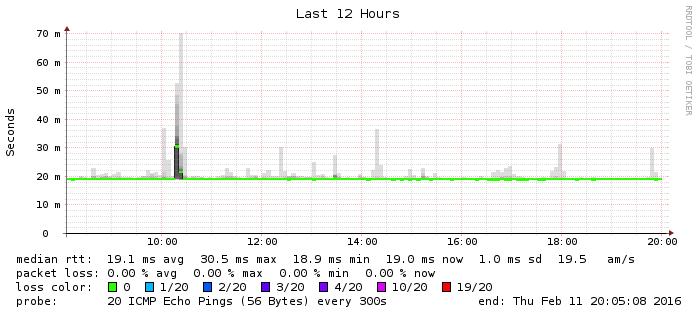 Last 12 Hours
RRDTOOL / TOBI OETIKER
Seconds
70 m
60 m
50 m
40 m
30 m
20 m
10 m
0
10:00 12:00 14:00 16:00 18:00 20:00
median rtt: 19.1 ms avg 30.5 ms max 18.9 ms min 19.0 ms now 1.0 ms sd 19.5 am/s
packet loss: 0.00 % avg 0.00 % max 0.00 % min 0.00 % now
loss color: 0 1/20 2/20 3/20 4/20 10/20 19/20
probe: 20 ICMP Echo Pings (56 Bytes) every 300s end: Thu Feb 11 20:05:08 2016